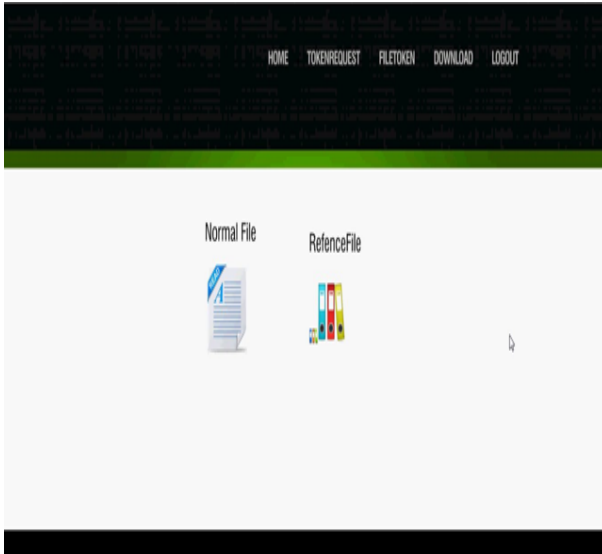 HOME TOKENREQUEST FILETOKEN DOWNLOAD LOGOUT
Normal File
RefenceFile
A